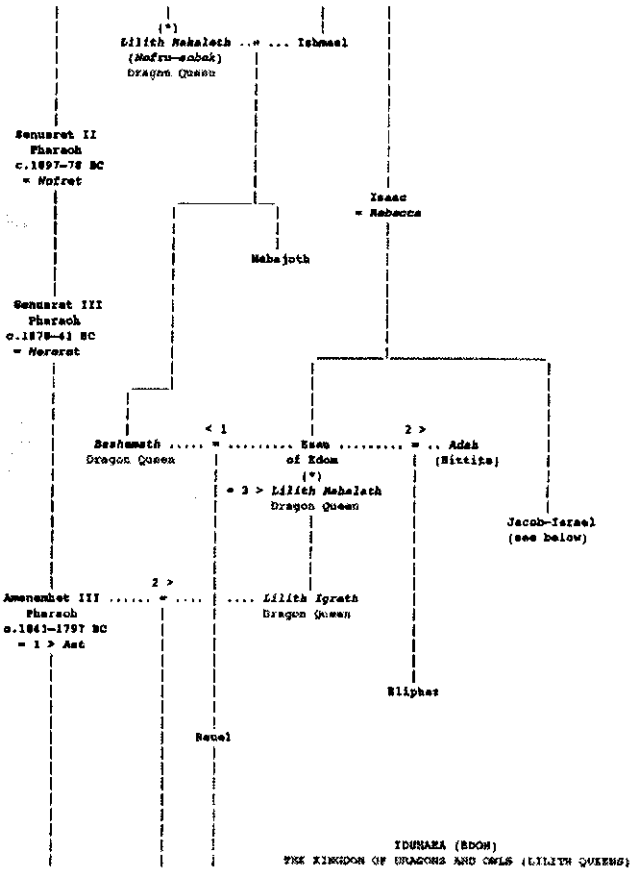 (*)
Lilith Mahalath .. = ... Ishmael
(Nofru-sobek)
Dragon Queen
Senusret II
Pharaoh
c.1897-78 BC
= Nofret
Isaac
= Rebecca
Nebajoth
Senusret III
Pharaoh
c.1878-41 BC
= Mereret
< 1
2 >
Bashemath ..... = ......... Esau ......... = .. Adah
Dragon Queen
of Edom
(Hittite)
(*)
= 3 > Lilith Mahalath
Dragon Queen
Jacob-Israel
(see below)
2 >
Amenemhet III ...... = .... .... Lilith Igrath
Pharaoh
Dragon Queen
c.1841-1797 BC
= 1 > Aat
Eliphaz
Reuel
IDUMAEA (EDOM)
THE KINGDOM OF DRAGONS AND OWLS (LILITH QUEENS)